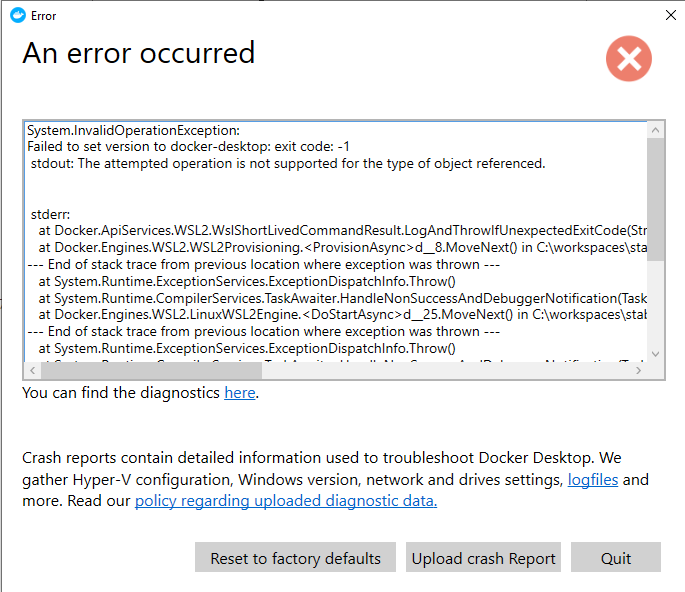 Error
An error occurred
System.InvalidOperationException:
Failed to set version to docker-desktop: exit code: -1
stdout: The attempted operation is not supported for the type of object referenced.
stderr:
at Docker.ApiServices.WSL2.WslShortLivedCommandResult.LogAndThrowIfUnexpectedExitCode(Str
at Docker.Engines.WSL2.WSL2Provisioning.<ProvisionAsync>d__8.MoveNext() in C:\workspaces\sta
--- End of stack trace from previous location where exception was thrown ---
at System.Runtime.ExceptionServices.ExceptionDispatchInfo.Throw()
at System.Runtime.CompilerServices.TaskAwaiter.HandleNonSuccessAndDebuggerNotification(Task
at Docker.Engines.WSL2.LinuxWSL2Engine.<DoStartAsync>d__25.MoveNext() in C:\workspaces\stab
--- End of stack trace from previous location where exception was thrown ---
at System.Runtime.ExceptionServices.ExceptionDispatchInfo.Throw()
You can find the diagnostics here.
Crash reports contain detailed information used to troubleshoot Docker Desktop. We
gather Hyper-V configuration, Windows version, network and drives settings, logfiles and
more. Read our policy regarding uploaded diagnostic data.
Reset to factory defaults
Upload crash Report
Quit